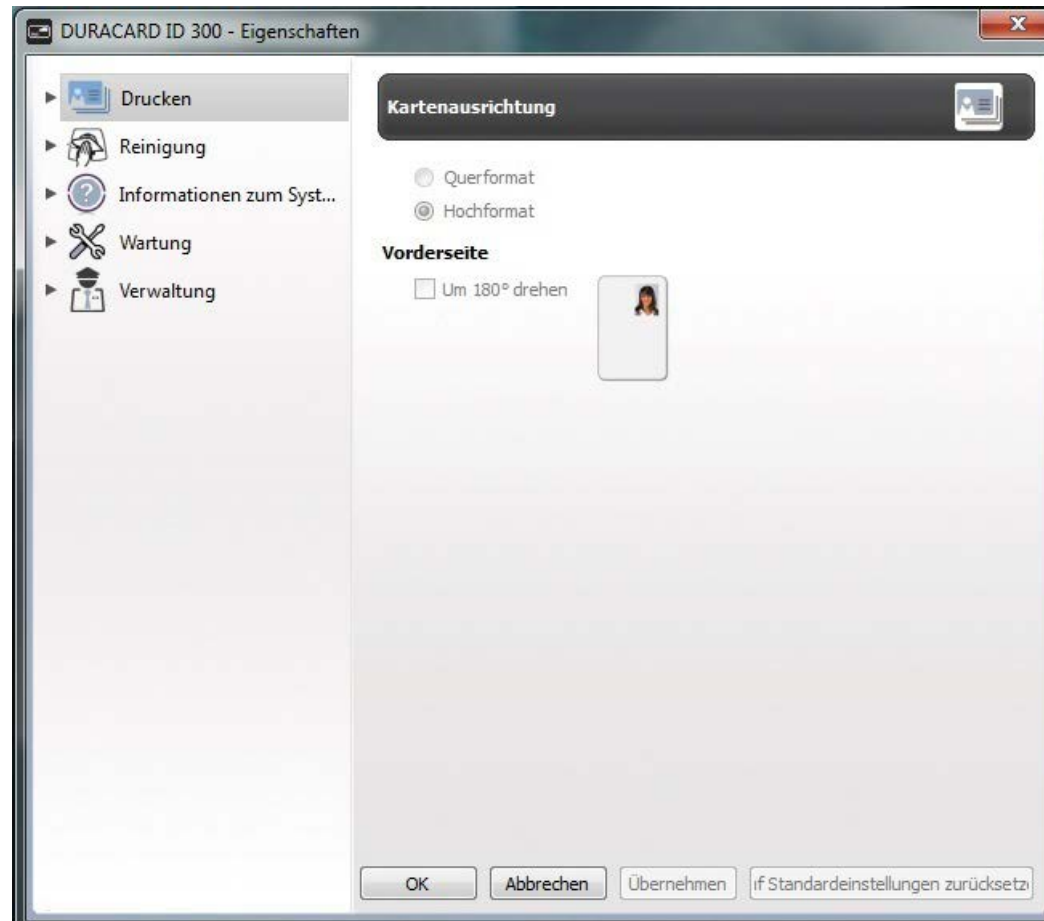 DURACARD ID 300 - Eigenschaften
X
Drucken
Reinigung
Informationen zum Syst...
Wartung
Verwaltung
Kartenausrichtung
Querformat
Hochformat
Vorderseite
Um 180° drehen
OK
Abbrechen
Übernehmen
if Standardeinstellungen zurücksetz